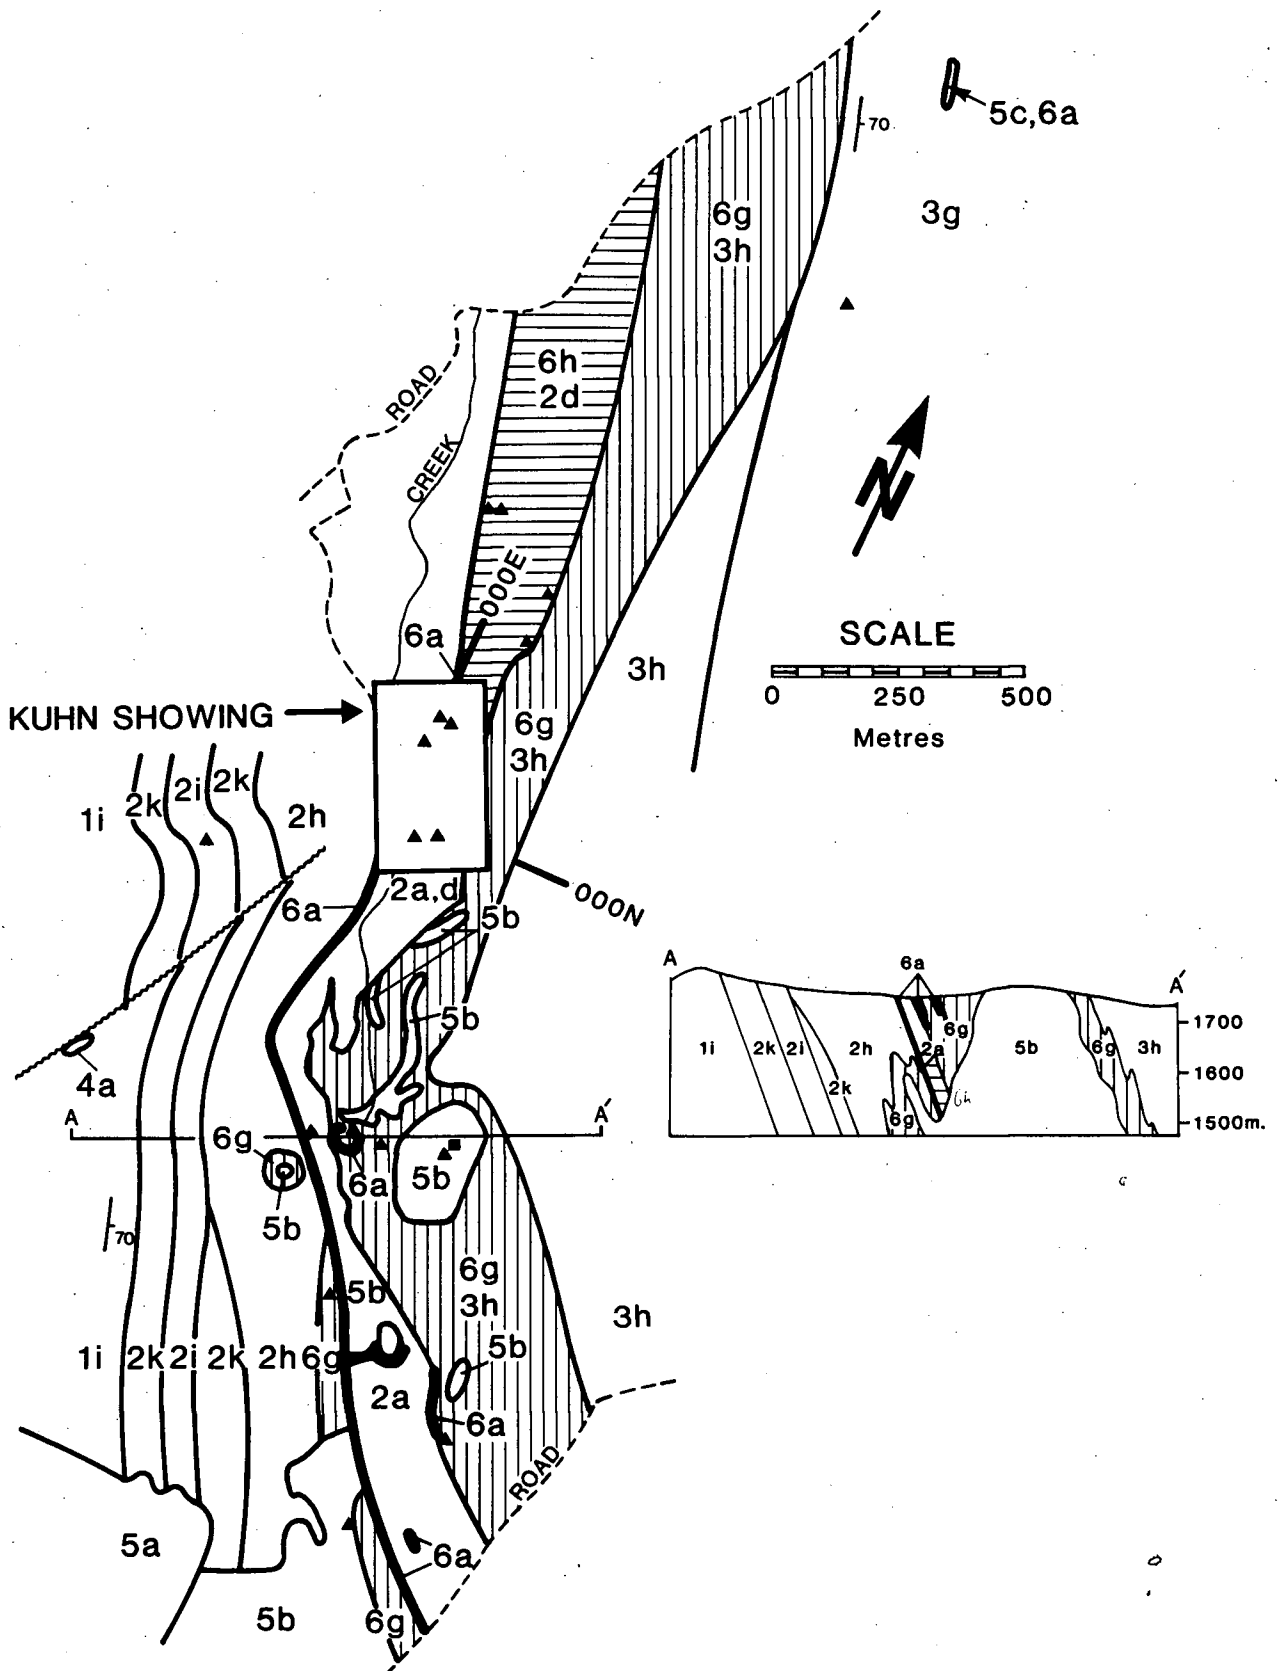 5c,6a
70
6g
3h
3g
6h
2d
ROAD
CREEK
N
000E
6a
SCALE
0 250 500
Metres
3h
KUHN SHOWING
6g
3h
1i 2k 2i 2k 2h
2a,d
6a
5b
000N
5b
4a
A A'
6g
6a
5b
5b
70
6g
3h
5b
3h
5b
1i 2k 2i 2k 2h 6g
2a
6a
ROAD
5a
6a
5b
6g
A 6a A'
1700
6g
1i 2k 2i 2h 2a 5b 6g 3h
1600
2k
6h
6g
1500m.